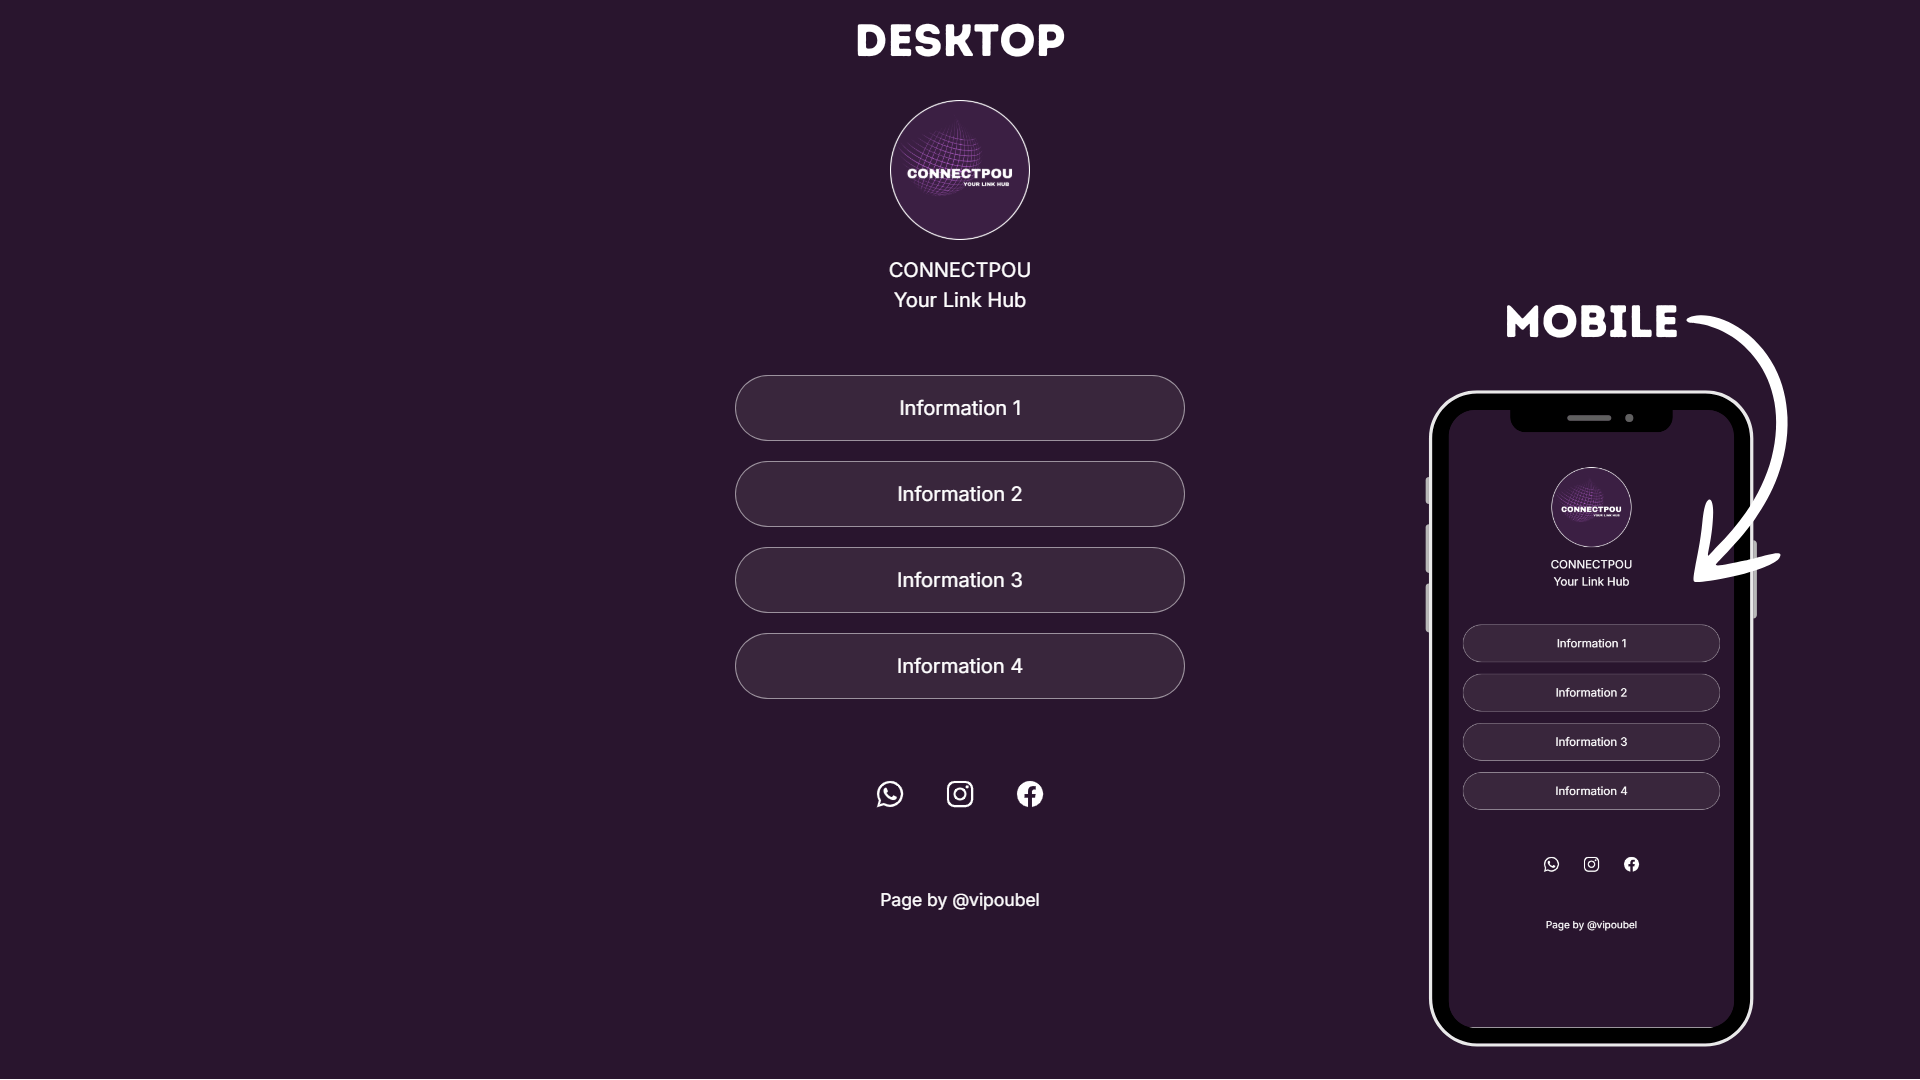 DESKTOP
CONNECTPOU
YOUR LINK HUB
CONNECTPOU
Your Link Hub
Information 1
Information 2
Information 3
Information 4
Page by @vipoubel
MOBILE
CONNECTPOU
YOUR LINK HUB
CONNECTPOU
Your Link Hub
Information 1
Information 2
Information 3
Information 4
Page by @vipoubel